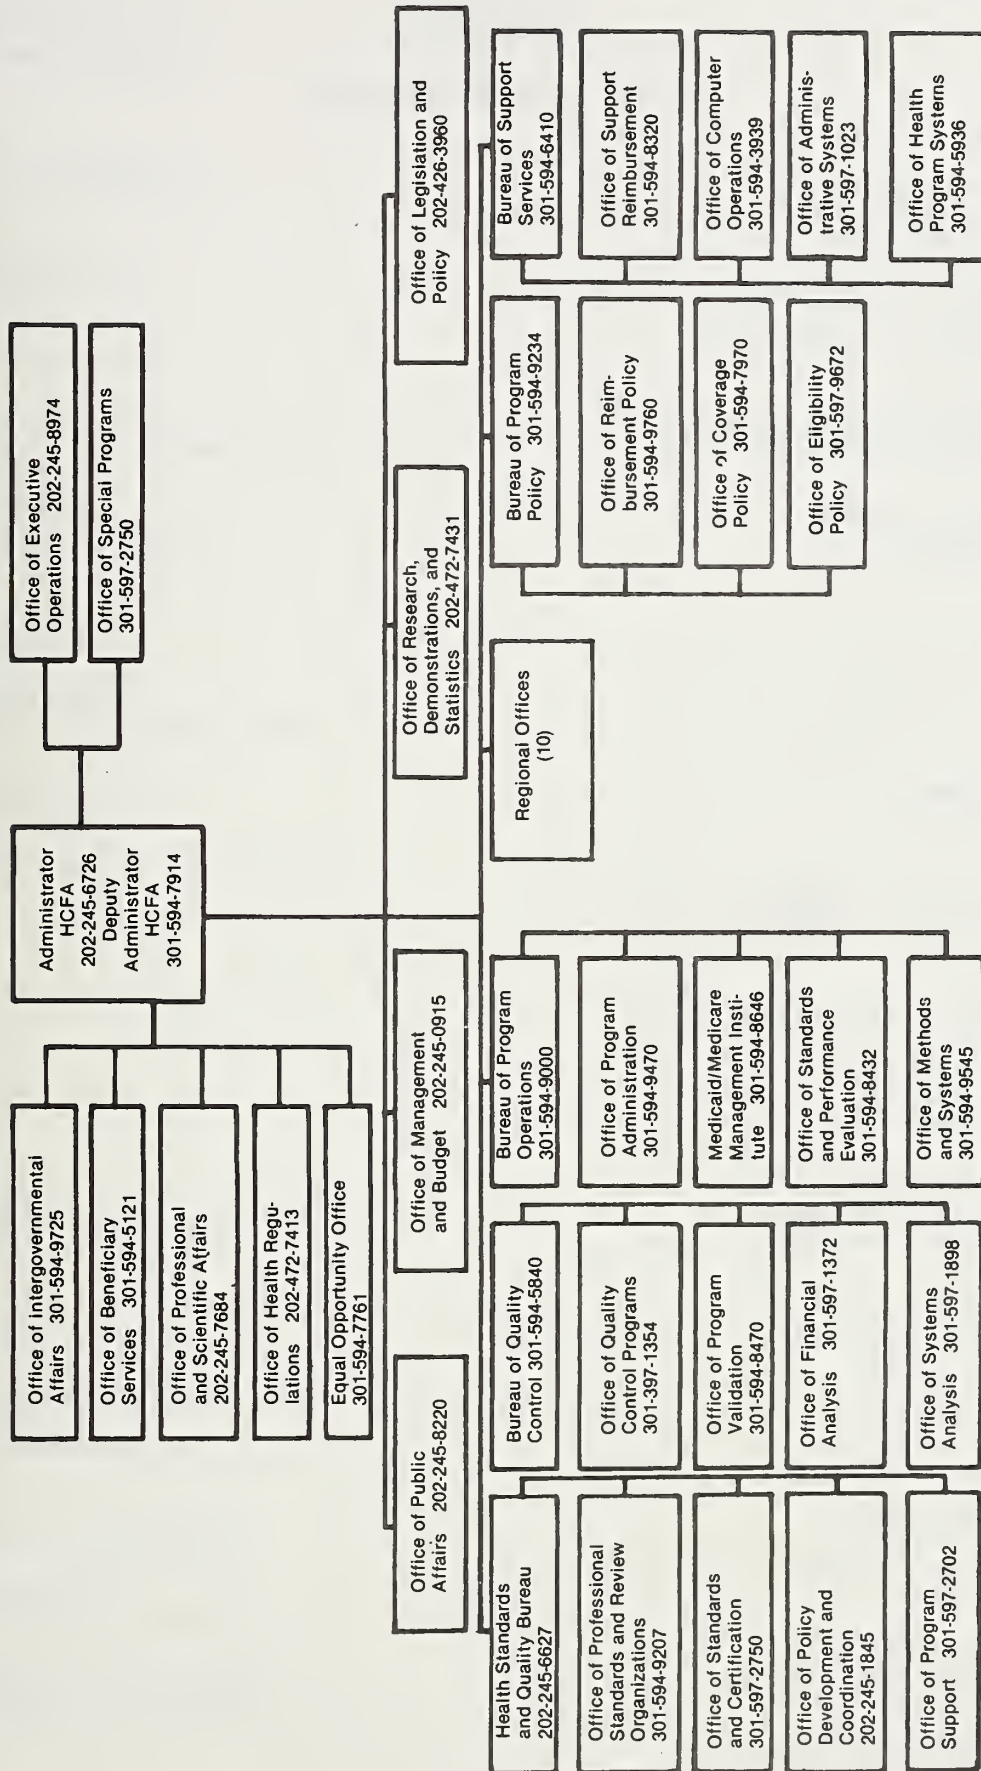 Office of Executive
Operations 202-245-8974
Office of Special Programs
301-597-2750
Administrator
HCFA
202-245-6726
Deputy
Administrator
HCFA
301-594-7914
Office of intergovernmental
Affairs 301-594-9725
Office of Beneficiary
Services 301-594-5121
Office of Professional
and Scientific Affairs
202-245-7684
Office of Health Regu-
lations 202-472-7413
Equal Opportunity Office
301-594-7761
Office of Public
Affairs 202-245-8220
Office of Management
and Budget 202-245-0915
Office of Research,
Demonstrations, and
Statistics 202-472-7431
Office of Legislation and
Policy 202-426-3960
Health Standards
and Quality Bureau
202-245-6627
Office of Professional
Standards and Review
Organizations
301-594-9207
Office of Standards
and Certification
301-597-2750
Office of Policy
Development and
Coordination
202-245-1845
Office of Program
Support 301-597-2702
Bureau of Quality
Control 301-594-5840
Office of Quality
Control Programs
301-397-1354
Office of Program
Validation
301-594-8470
Office of Financial
Analysis 301-597-1372
Office of Systems
Analysis 301-597-1898
Bureau of Program
Operations
301-594-9000
Office of Program
Administration
301-594-9470
Medicaid/Medicare
Management Insti-
tute 301-594-8646
Office of Standards
and Performance
Evaluation
301-594-8432
Office of Methods
and Systems
301-594-9545
Regional Offices
(10)
Bureau of Program
Policy 301-594-9234
Office of Reim-
bursement Policy
301-594-9760
Office of Coverage
Policy 301-594-7970
Office of Eligibility
Policy 301-597-9672
Bureau of Support
Services
301-594-6410
Office of Support
Reimbursement
301-594-8320
Office of Computer
Operations
301-594-3939
Office of Adminis-
trative Systems
301-597-1023
Office of Health
Program Systems
301-594-5936